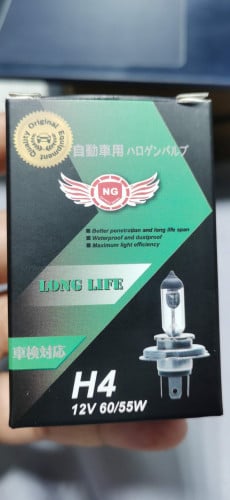 Original Equipment Quality
自動車用 ハロゲンバルブ
NG
Better penetration and long life span
Waterproof and dustproof
Maximum light efficiency
LONG LIFE
車検対応
H4
12V 60/55W